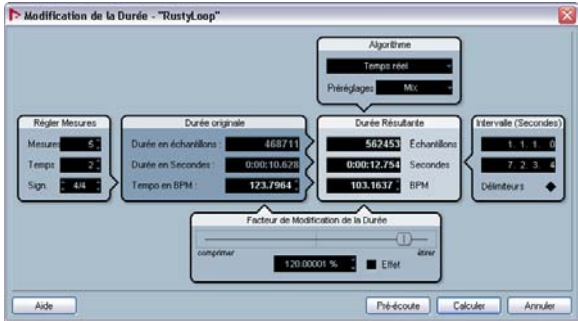 Modification de la Durée - "RustyLoop"
Algorithme
Temps réel
Préréglages Mix
Régler Mesures
Mesures 5
Temps 2
Sign. 4/4
Durée originale
Durée en échantillons : 468711
Durée en Secondes : 0:00:10.628
Tempo en BPM : 123.7964
Durée Résultante
562453 Echantillons
0:00:12.754 Secondes
103.1637 BPM
Intervalle (Secondes)
1. 1. 1. 0
7. 2. 3. 4
Délimiteurs
Facteur de Modification de la Durée
comprimer
étirer
120.00001 % Effet
Aide
Pré-écoute
Calculer
Annuler